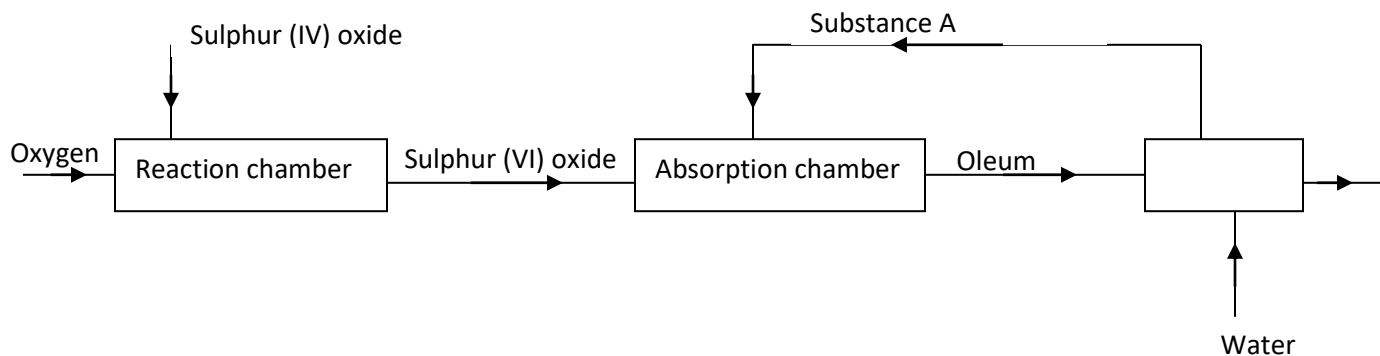 Substance A
Sulphur (IV) oxide
Oxygen
Reaction chamber
Sulphur (VI) oxide
Absorption chamber
Oleum
Water